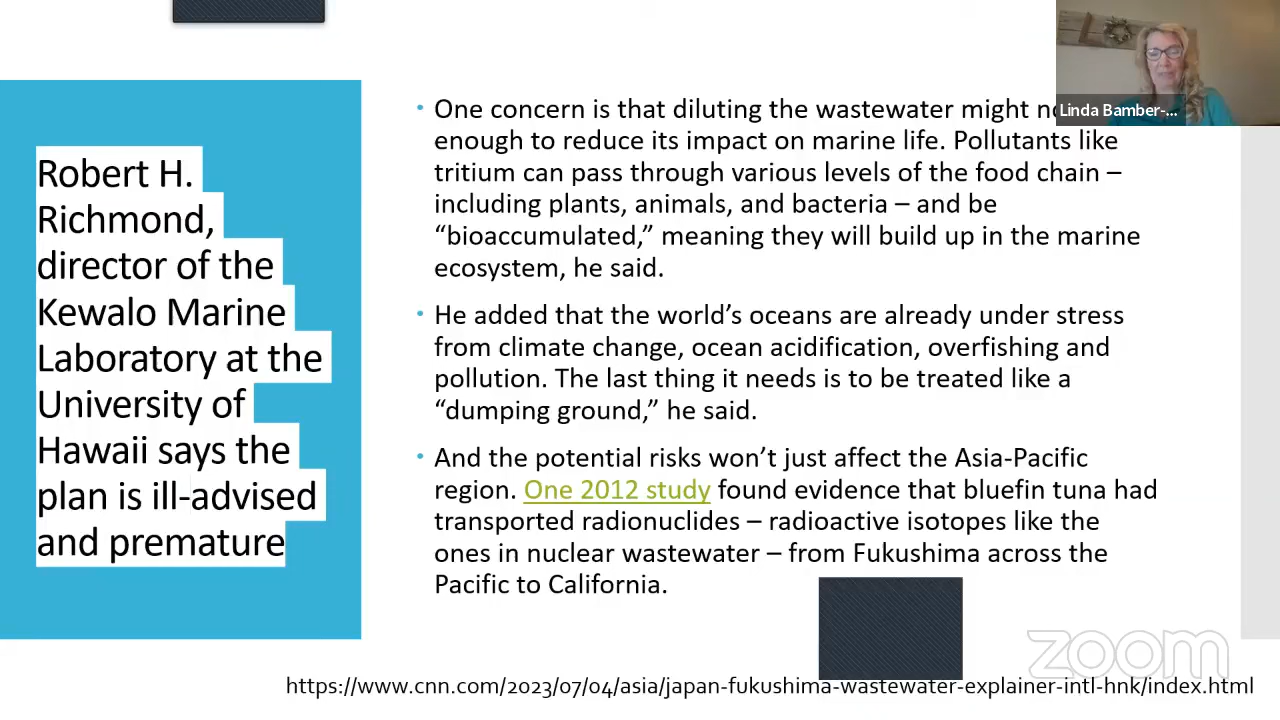 Robert H.
Richmond,
director of the
Kewalo Marine
Laboratory at the
University of
Hawaii says the
plan is ill-advised
and premature
• One concern is that diluting the wastewater might
enough to reduce its impact on marine life. Pollutants like
tritium can pass through various levels of the food chain –
including plants, animals, and bacteria – and be
“bioaccumulated,” meaning they will build up in the marine
ecosystem, he said.
• He added that the world’s oceans are already under stress
from climate change, ocean acidification, overfishing and
pollution. The last thing it needs is to be treated like a
“dumping ground,” he said.
• And the potential risks won’t just affect the Asia-Pacific
region. One 2012 study found evidence that bluefin tuna had
transported radionuclides – radioactive isotopes like the
ones in nuclear wastewater – from Fukushima across the
Pacific to California.
Linda Bamber-...
zoom
https://www.cnn.com/2023/07/04/asia/japan-fukushima-wastewater-explainer-intl-hnk/index.html